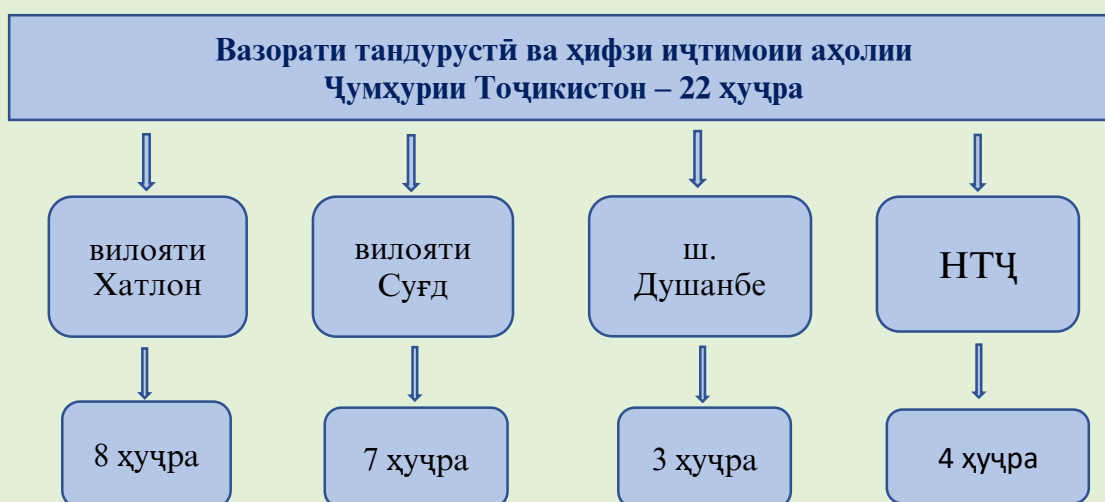 Вазорати тандурустӣ ва ҳифзи иҷтимоии аҳолии
Ҷумҳурии Тоҷикистон – 22 ҳуҷра
вилояти
Хатлон
вилояти
Суғд
ш.
Душанбе
НТҶ
8 ҳуҷра
7 ҳуҷра
3 ҳуҷра
4 ҳуҷра